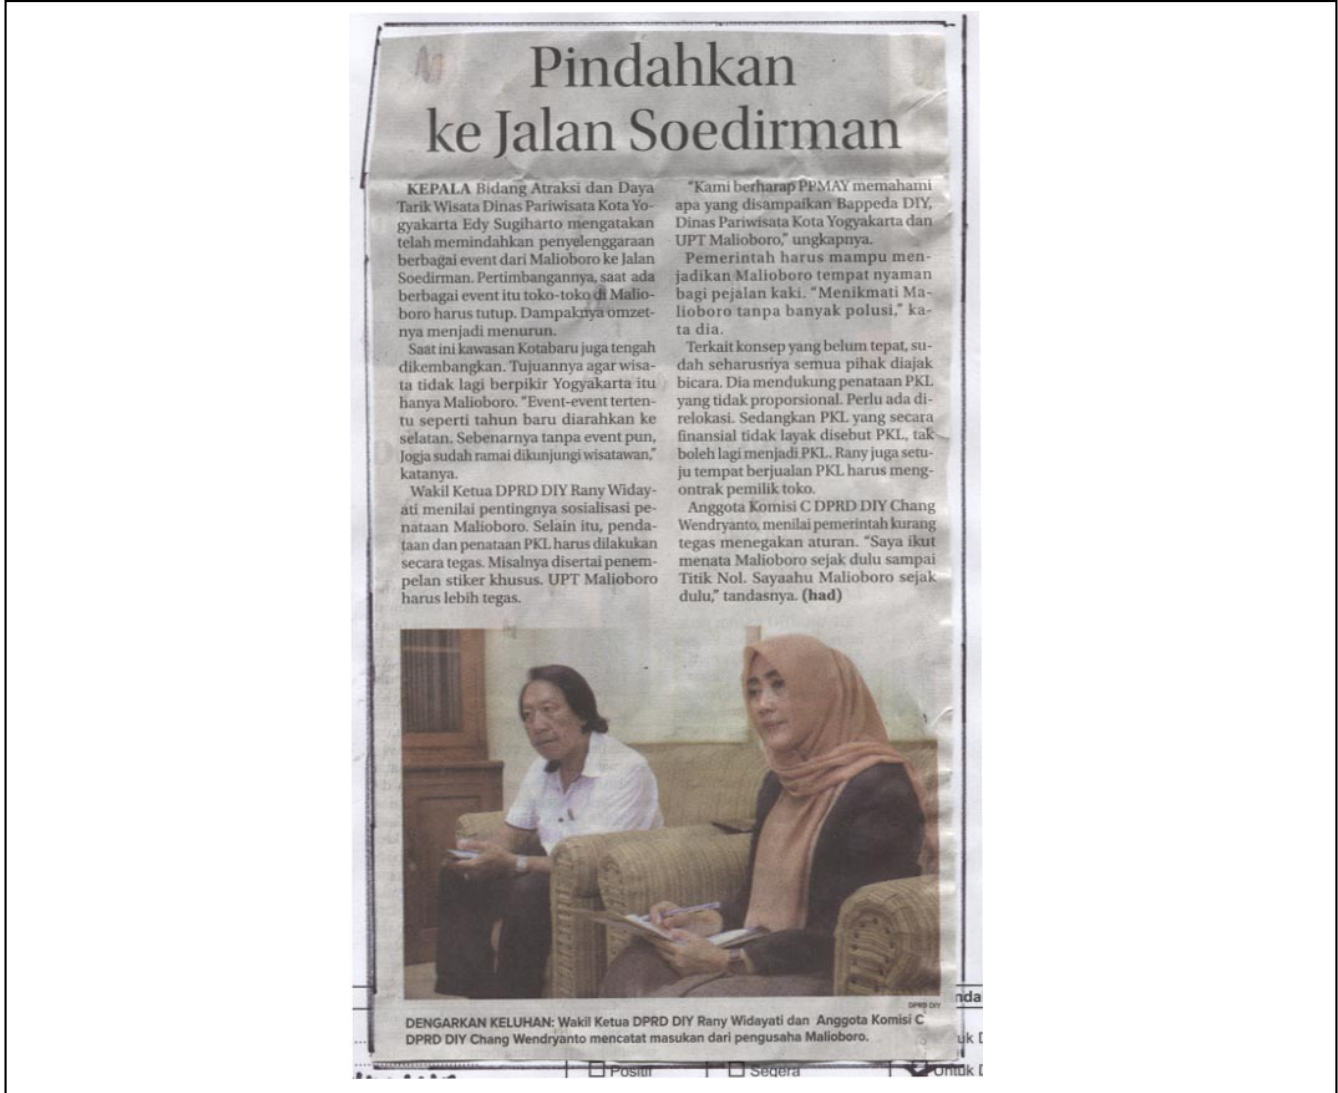 Pindahkan
ke Jalan Soedirman
KEPALA Bidang Atraksi dan Daya
Tarik Wisata Dinas Pariwisata Kota Yo-
gyakarta Edy Sugiharto mengatakan
telah memindahkan penyelenggaraan
berbagai event dari Malioboro ke Jalan
Soedirman. Pertimbangannya, saat ada
berbagai event itu toko-toko di Malio-
boro harus tutup. Dampaknya omzet-
nya menjadi menurun.
Saat ini kawasan Kotabaru juga tengah
dikembangkan. Tujuannya agar wisa-
ta tidak lagi berpikir Yogyakarta itu
hanya Malioboro. "Event-event terten-
tu seperti tahun baru diarahkan ke
selatan. Sebenarnya tanpa event pun,
Jogja sudah ramai dikunjungi wisatawan,"
katanya.
Wakil Ketua DPRD DIY Rany Widay-
ati menilai pentingnya sosialisasi pe-
nataan Malioboro. Selain itu, penda-
taan dan penataan PKL harus dilakukan
secara tegas. Misalnya disertai penem-
pelan stiker khusus. UPT Malioboro
harus lebih tegas.
"Kami berharap PPMAY memahami
apa yang disampaikan Bappeda DIY,
Dinas Pariwisata Kota Yogyakarta dan
UPT Malioboro," ungkapnya.
Pemerintah harus mampu men-
jadikan Malioboro tempat nyaman
bagi pejalan kaki. "Menikmati Ma-
lioboro tanpa banyak polusi," ka-
ta dia.
Terkait konsep yang belum tepat, su-
dah seharusnya semua pihak diajak
bicara. Dia mendukung penataan PKL
yang tidak proporsional. Perlu ada di-
relokasi. Sedangkan PKL yang secara
finansial tidak layak disebut PKL, tak
boleh lagi menjadi PKL. Rany juga setu-
ju tempat berjualan PKL harus meng-
ontrak pemilik toko.
Anggota Komisi C DPRD DIY Chang
Wendryanto, menilai pemerintah kurang
tegas menegakan aturan. "Saya ikut
menata Malioboro sejak dulu sampai
Titik Nol. Sayaahu Malioboro sejak
dulu," tandasnya. (had)
DPRD DIY
DENGARKAN KELUHAN: Wakil Ketua DPRD DIY Rany Widayati dan Anggota Komisi C
DPRD DIY Chang Wendryanto mencatat masukan dari pengusaha Malioboro.
nda
uk D
Positif
Segera
Untuk D